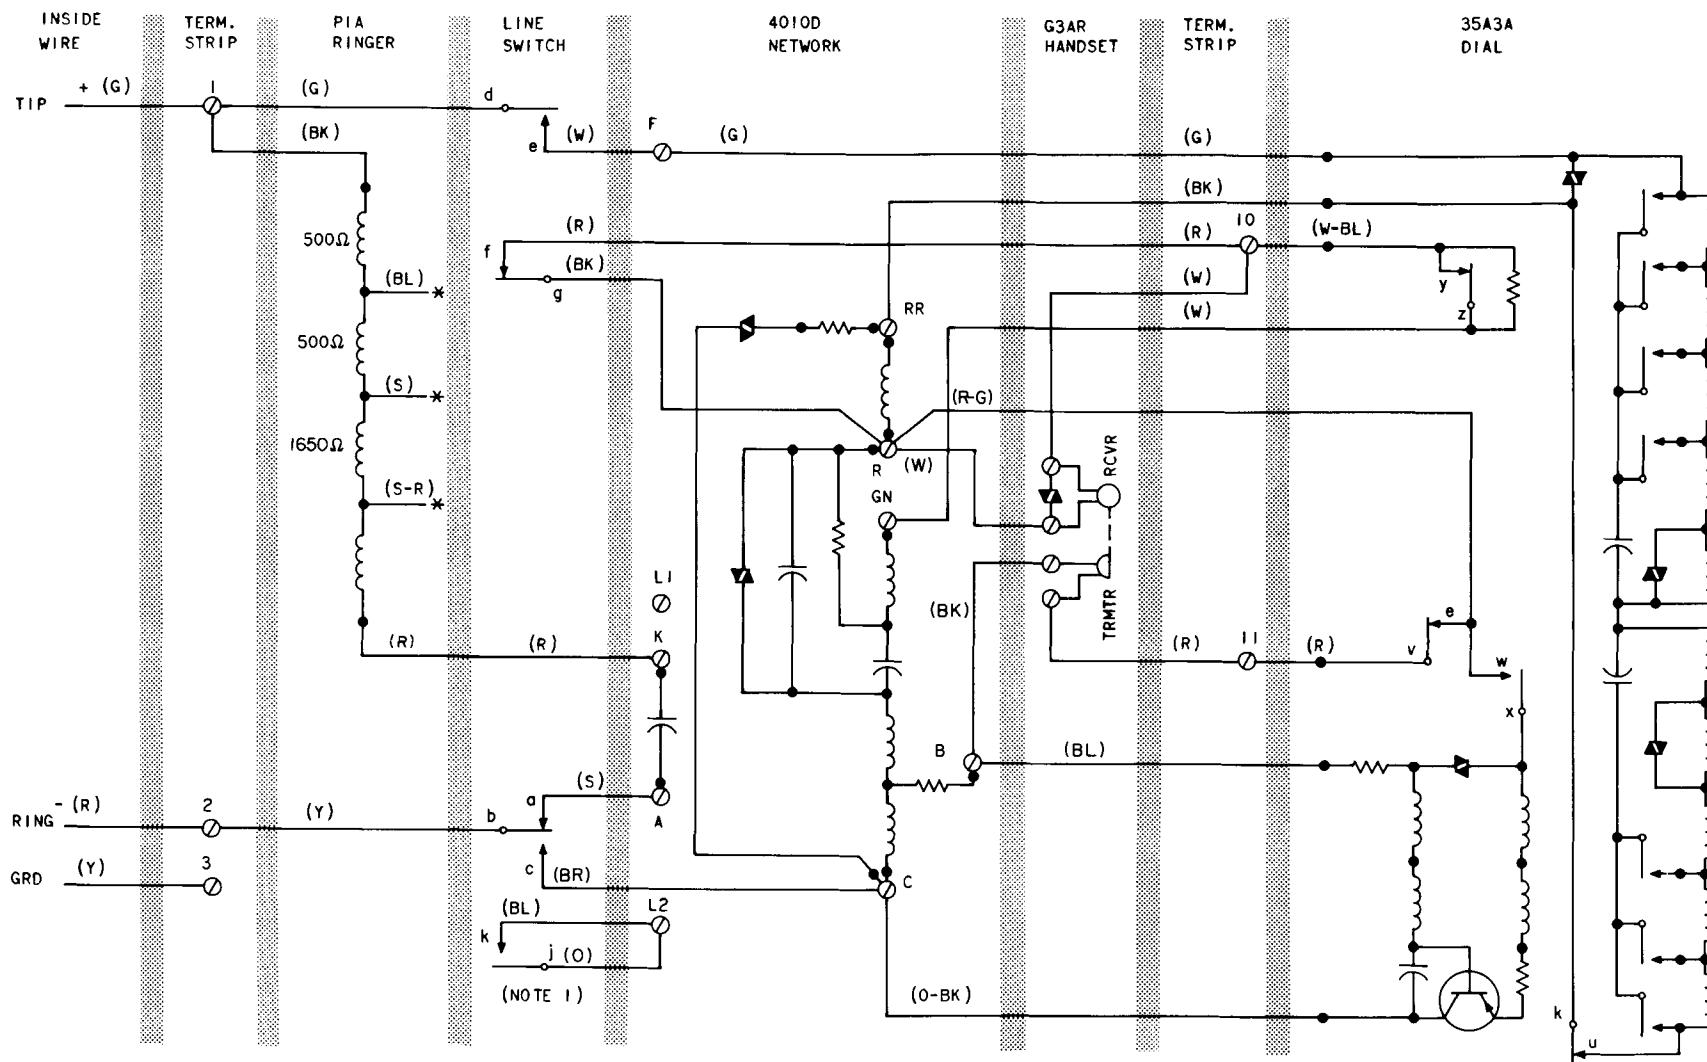 INSIDE WIRE
TERM. STRIP
PIA RINGER
LINE SWITCH
4010D NETWORK
G3AR HANDSET
TERM. STRIP
35A3A DIAL
TIP + (G)
1
(G)
d
(BK)
e
(W)
F
(G)
(G)
(BK)
(R)
(R)
10
(W-BL)
f
(BK)
g
(W)
y
500Ω
(BL) *
RR
(W)
z
500Ω
(S) *
(R-G)
1650Ω
R
(W)
RCVR
(S-R) *
GN
L1
(BK)
TRMTR
e
K
(R)
(R)
(R)
11
(R)
v
w
x
B
(BL)
(S)
a
A
- (R)
2
(Y)
b
RING
3
GRD (Y)
c
(BR)
C
(BL)
L2
k
j (O)
(NOTE 1)
(O-BK)
k
u